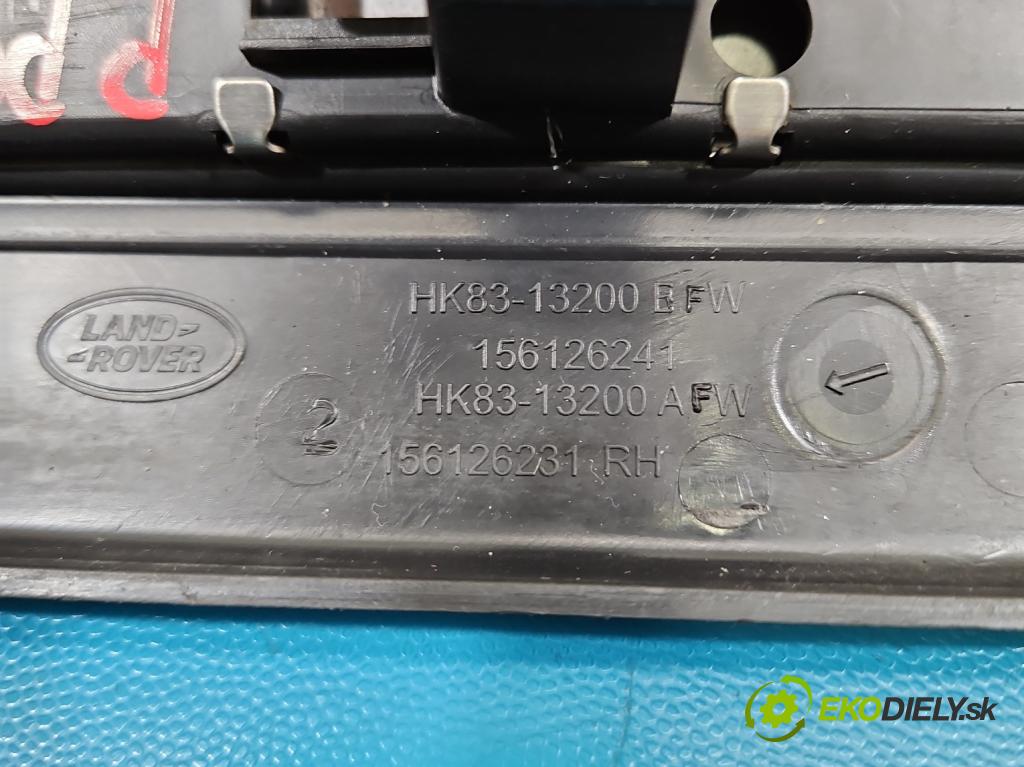 HK83-13200 BFW
LAND-
-ROVER
156126241
HK83-13200 AFW
2
156126231 RH
EKODIELY.sk